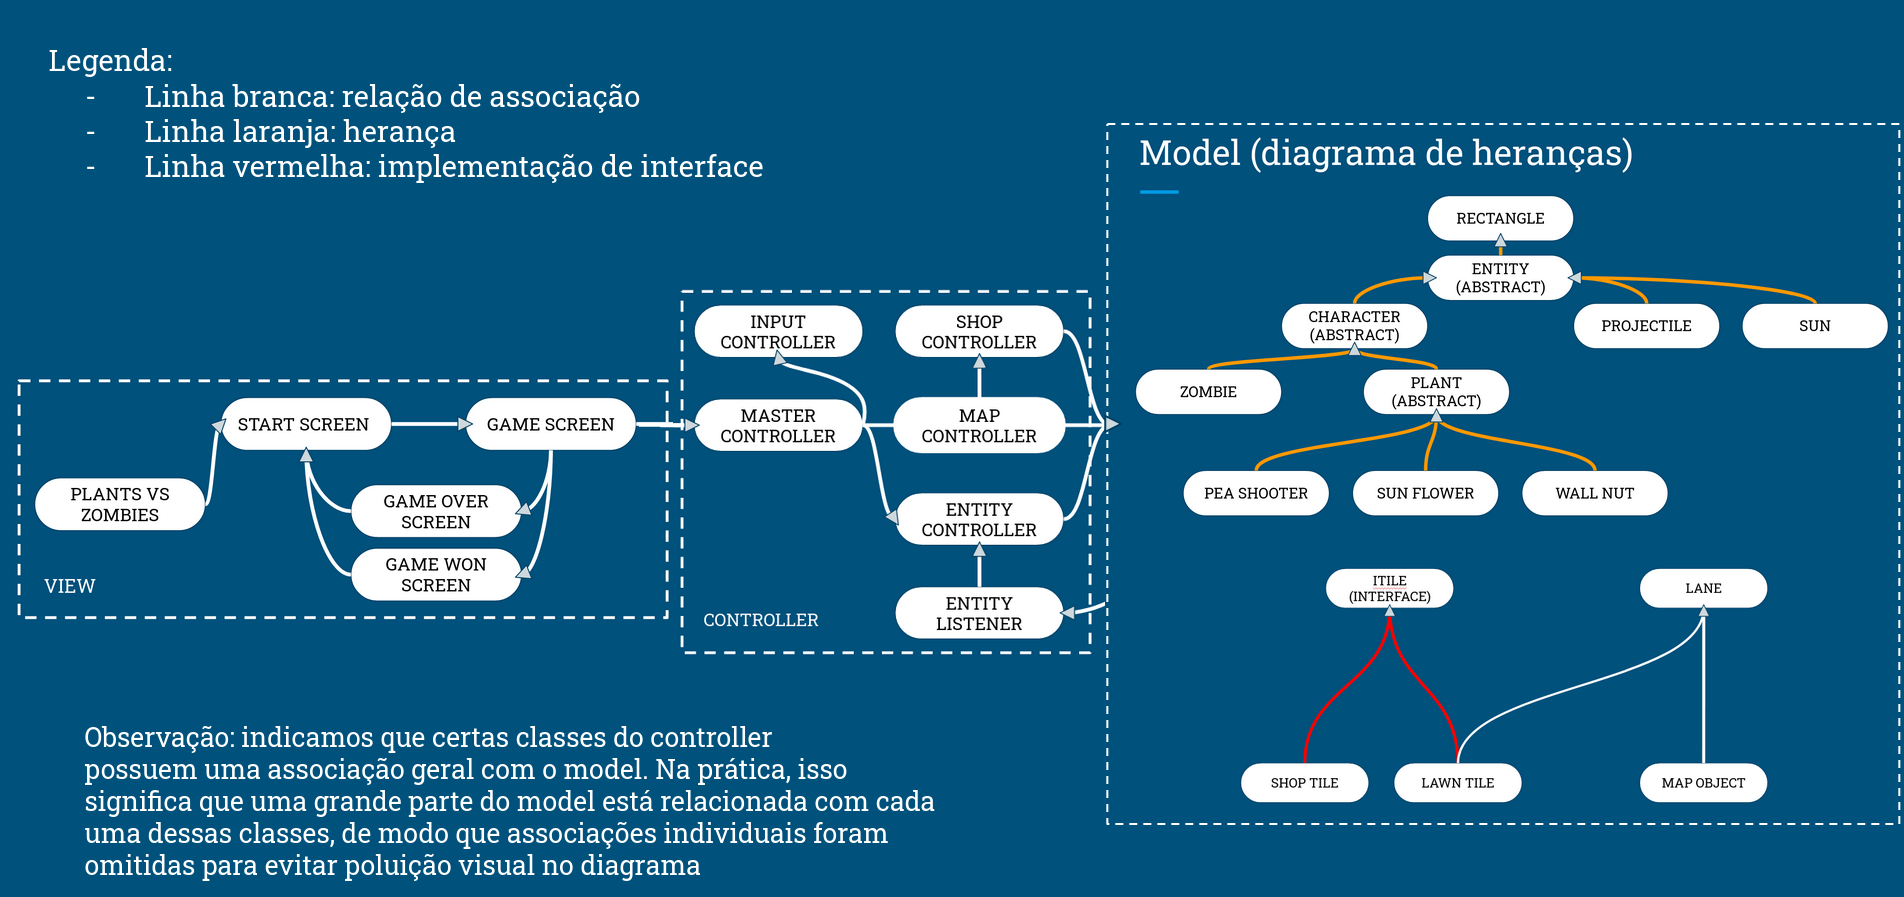 Legenda:
- Linha branca: relação de associação
- Linha laranja: herança
- Linha vermelha: implementação de interface
Model (diagrama de heranças)
RECTANGLE
ENTITY
(ABSTRACT)
CHARACTER
(ABSTRACT)
PROJECTILE
SUN
ZOMBIE
PLANT
(ABSTRACT)
PEA SHOOTER
SUN FLOWER
WALL NUT
ITILE
(INTERFACE)
LANE
SHOP TILE
LAWN TILE
MAP OBJECT
INPUT
CONTROLLER
SHOP
CONTROLLER
MASTER
CONTROLLER
MAP
CONTROLLER
ENTITY
CONTROLLER
ENTITY
LISTENER
CONTROLLER
START SCREEN
GAME SCREEN
PLANTS VS
ZOMBIES
GAME OVER
SCREEN
GAME WON
SCREEN
VIEW
Observação: indicamos que certas classes do controller
possuem uma associação geral com o model. Na prática, isso
significa que uma grande parte do model está relacionada com cada
uma dessas classes, de modo que associações individuais foram
omitidas para evitar poluição visual no diagrama